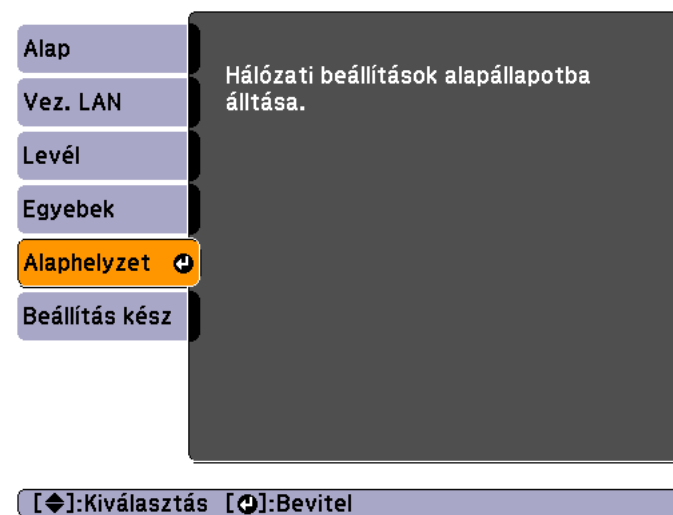 Alap
Vez. LAN
Levél
Egyebek
Alaphelyzet
Beállítás kész
Hálózati beállítások alapállapotba
álltása.
[◆]:Kiválasztás [↵]:Bevitel